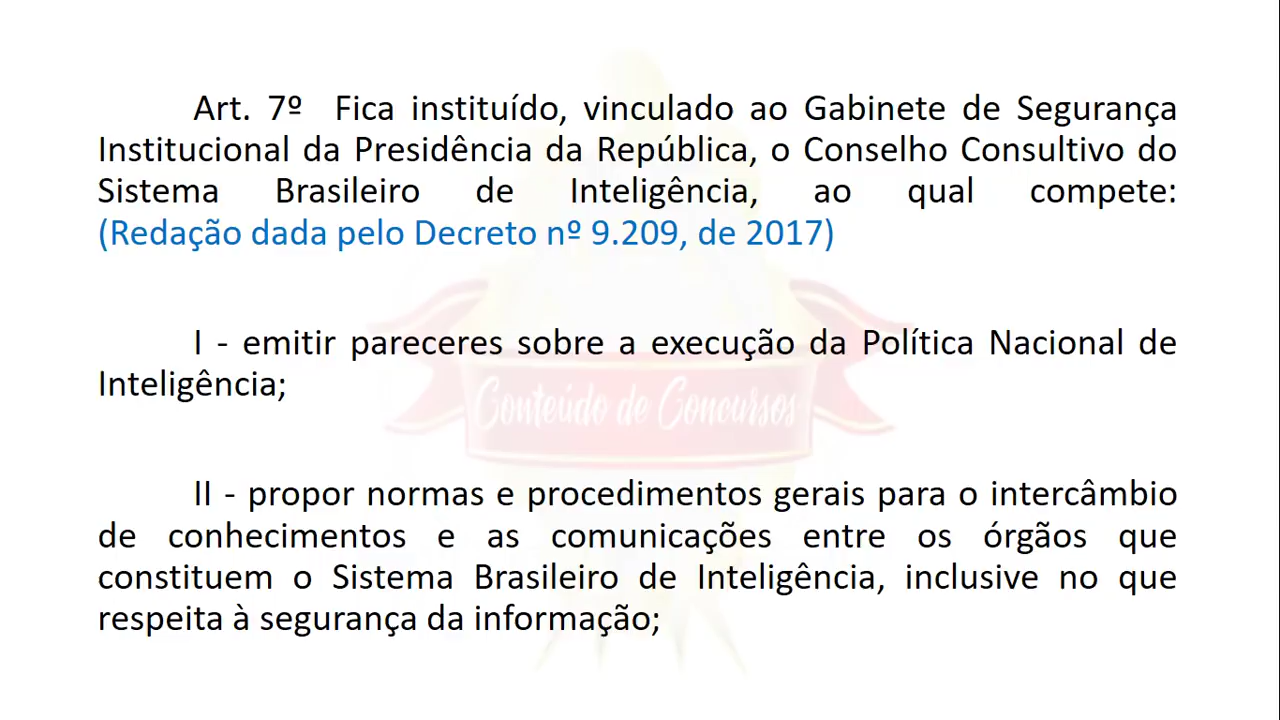 Art. 7º Fica instituído, vinculado ao Gabinete de Segurança
Institucional da Presidência da República, o Conselho Consultivo do
Sistema Brasileiro de Inteligência, ao qual compete:
(Redação dada pelo Decreto nº 9.209, de 2017)
I - emitir pareceres sobre a execução da Política Nacional de
Inteligência;
Conteúdo de Concursos
II - propor normas e procedimentos gerais para o intercâmbio
de conhecimentos e as comunicações entre os órgãos que
constituem o Sistema Brasileiro de Inteligência, inclusive no que
respeita à segurança da informação;